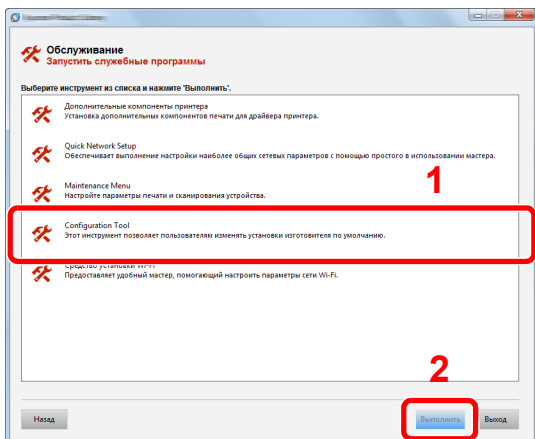 Обслуживание
Запустить служебные программы
Выберите инструмент из списка и нажмите 'Выполнить'.
Дополнительные компоненты принтера
Установка дополнительных компонентов печати для драйвера принтера.
Quick Network Setup
Обеспечивает выполнение настройки наиболее общих сетевых параметров с помощью простого в использовании мастера.
Maintenance Menu
Настройте параметры печати и сканирования устройства.
1
Configuration Tool
Этот инструмент позволяет пользователям изменять установки изготовителя по умолчанию.
Средство установки Wi-Fi
Предоставляет удобный мастер, помогающий настроить параметры сети Wi-Fi.
2
Назад
Выполнить
Выход